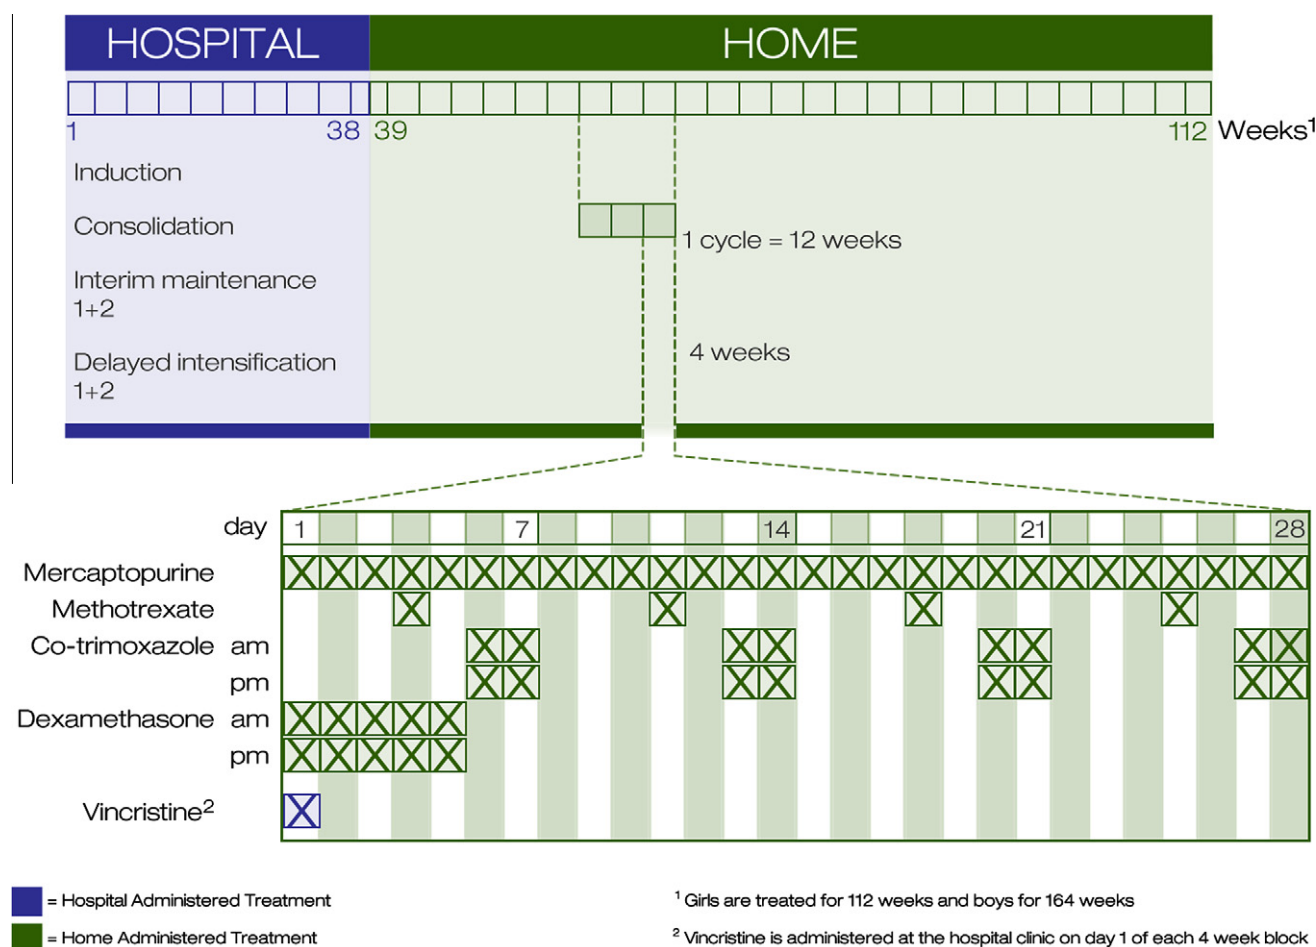 HOSPITAL HOME
1 38 39 112 Weeks¹
Induction
Consolidation
1 cycle = 12 weeks
Interim maintenance
1+2
4 weeks
Delayed intensification
1+2
day 1 7 14 21 28
Mercaptopurine
Methotrexate
Co-trimoxazole am
pm
Dexamethasone am
pm
Vincristine²
= Hospital Administered Treatment
= Home Administered Treatment
¹ Girls are treated for 112 weeks and boys for 164 weeks
² Vincristine is administered at the hospital clinic on day 1 of each 4 week block